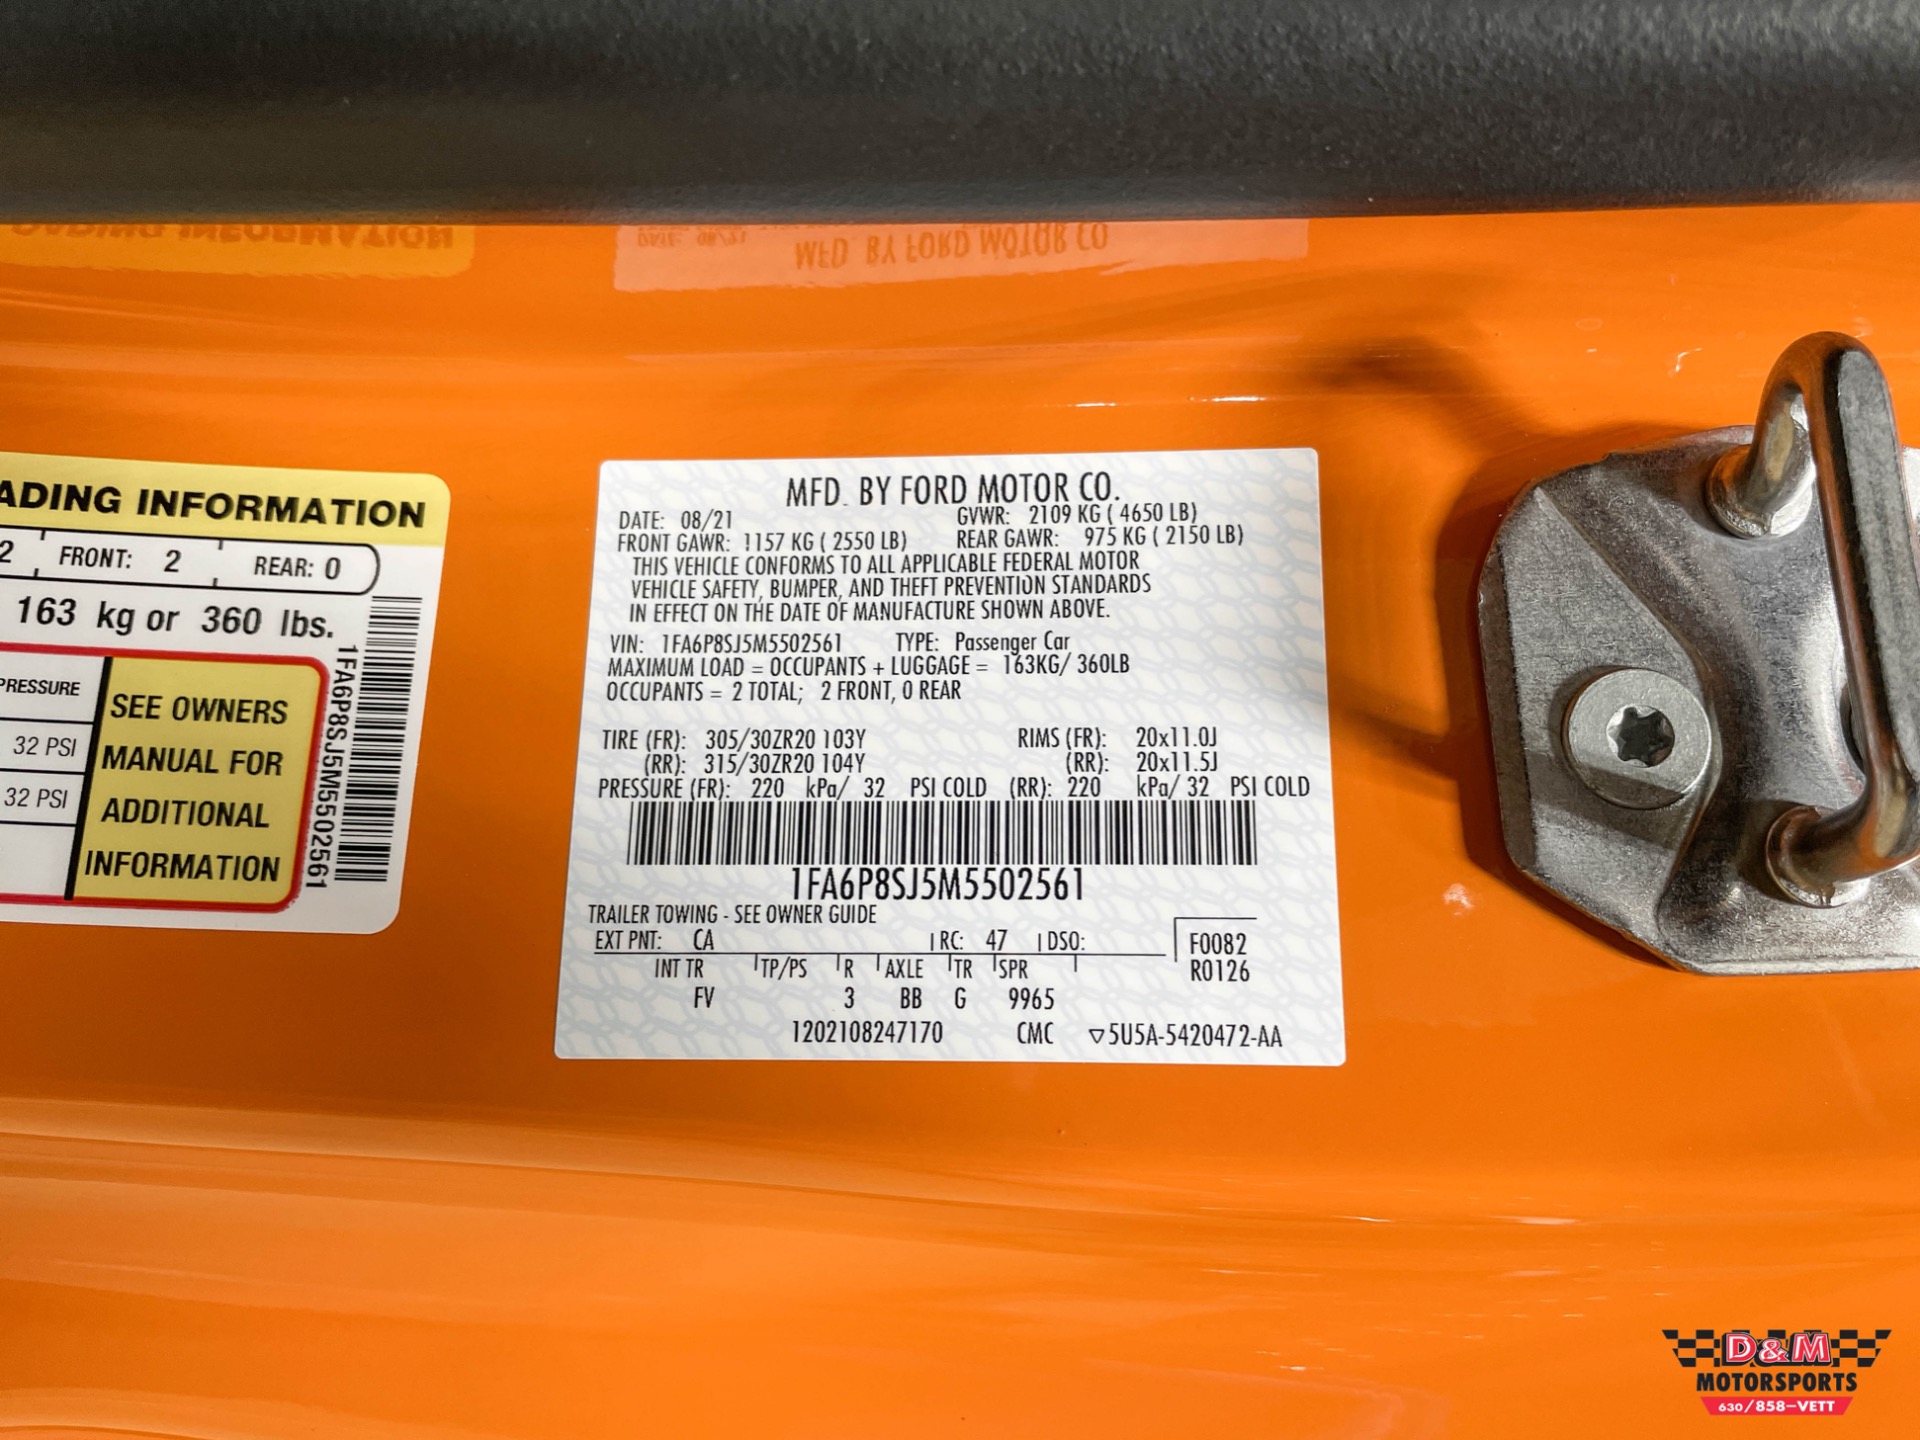 ADING INFORMATION
2 FRONT: 2 REAR: 0
163 kg or 360 lbs.
PRESSURE
32 PSI
32 PSI
SEE OWNERS
MANUAL FOR
ADDITIONAL
INFORMATION
1FA6P8SJ5M5502561
MFD. BY FORD MOTOR CO.
DATE: 08/21 GVWR: 2109 KG ( 4650 LB)
FRONT GAWR: 1157 KG ( 2550 LB) REAR GAWR: 975 KG ( 2150 LB)
THIS VEHICLE CONFORMS TO ALL APPLICABLE FEDERAL MOTOR
VEHICLE SAFETY, BUMPER, AND THEFT PREVENTION STANDARDS
IN EFFECT ON THE DATE OF MANUFACTURE SHOWN ABOVE.
VIN: 1FA6P8SJ5M5502561 TYPE: Passenger Car
MAXIMUM LOAD = OCCUPANTS + LUGGAGE = 163KG/ 360LB
OCCUPANTS = 2 TOTAL; 2 FRONT, 0 REAR
TIRE (FR): 305/30ZR20 103Y RIMS (FR): 20x11.0J
(RR): 315/30ZR20 104Y (RR): 20x11.5J
PRESSURE (FR): 220 kPa/ 32 PSI COLD (RR): 220 kPa/ 32 PSI COLD
1FA6P8SJ5M5502561
TRAILER TOWING - SEE OWNER GUIDE
EXT PNT: CA RC: 47 DSO: F0082
INT TR TP/PS R AXLE TR SPR R0126
FV 3 BB G 9965
1202108247170 CMC ▽5U5A-5420472-AA
D&M
MOTORSPORTS
630/858-VETT